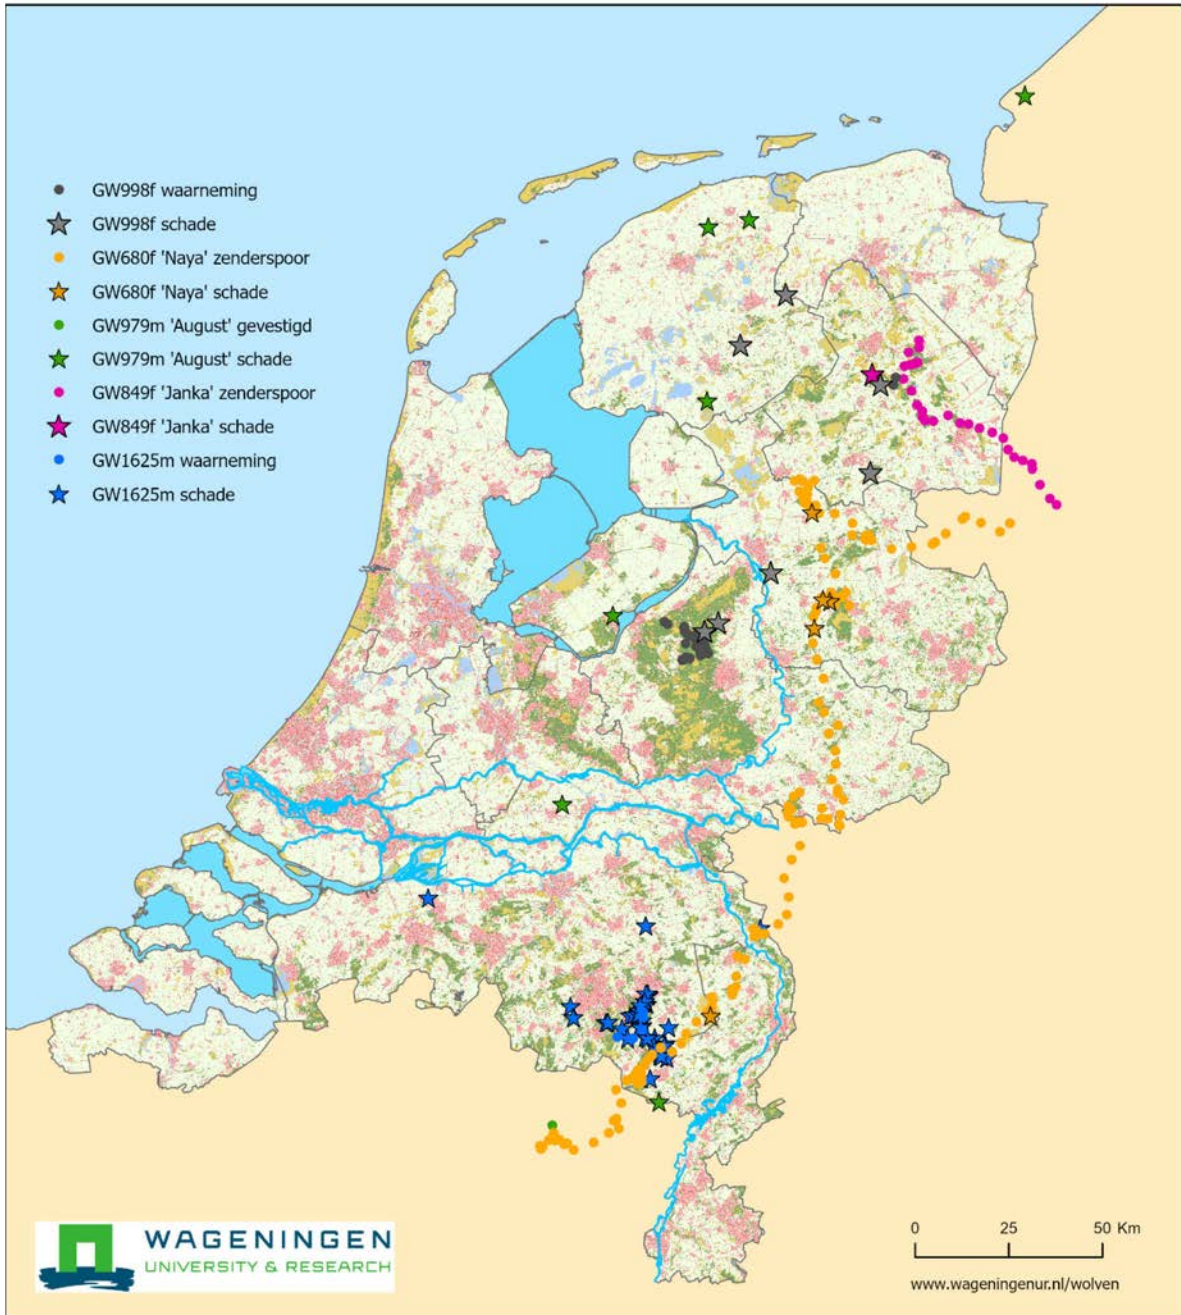 GW998f waarneming
GW998f schade
GW680f 'Naya' zenderspoor
GW680f 'Naya' schade
GW979m 'August' gevestigd
GW979m 'August' schade
GW849f 'Janka' zenderspoor
GW849f 'Janka' schade
GW1625m waarneming
GW1625m schade
WAGENINGEN
UNIVERSITY & RESEARCH
0 25 50 Km
www.wageningenur.nl/wolven